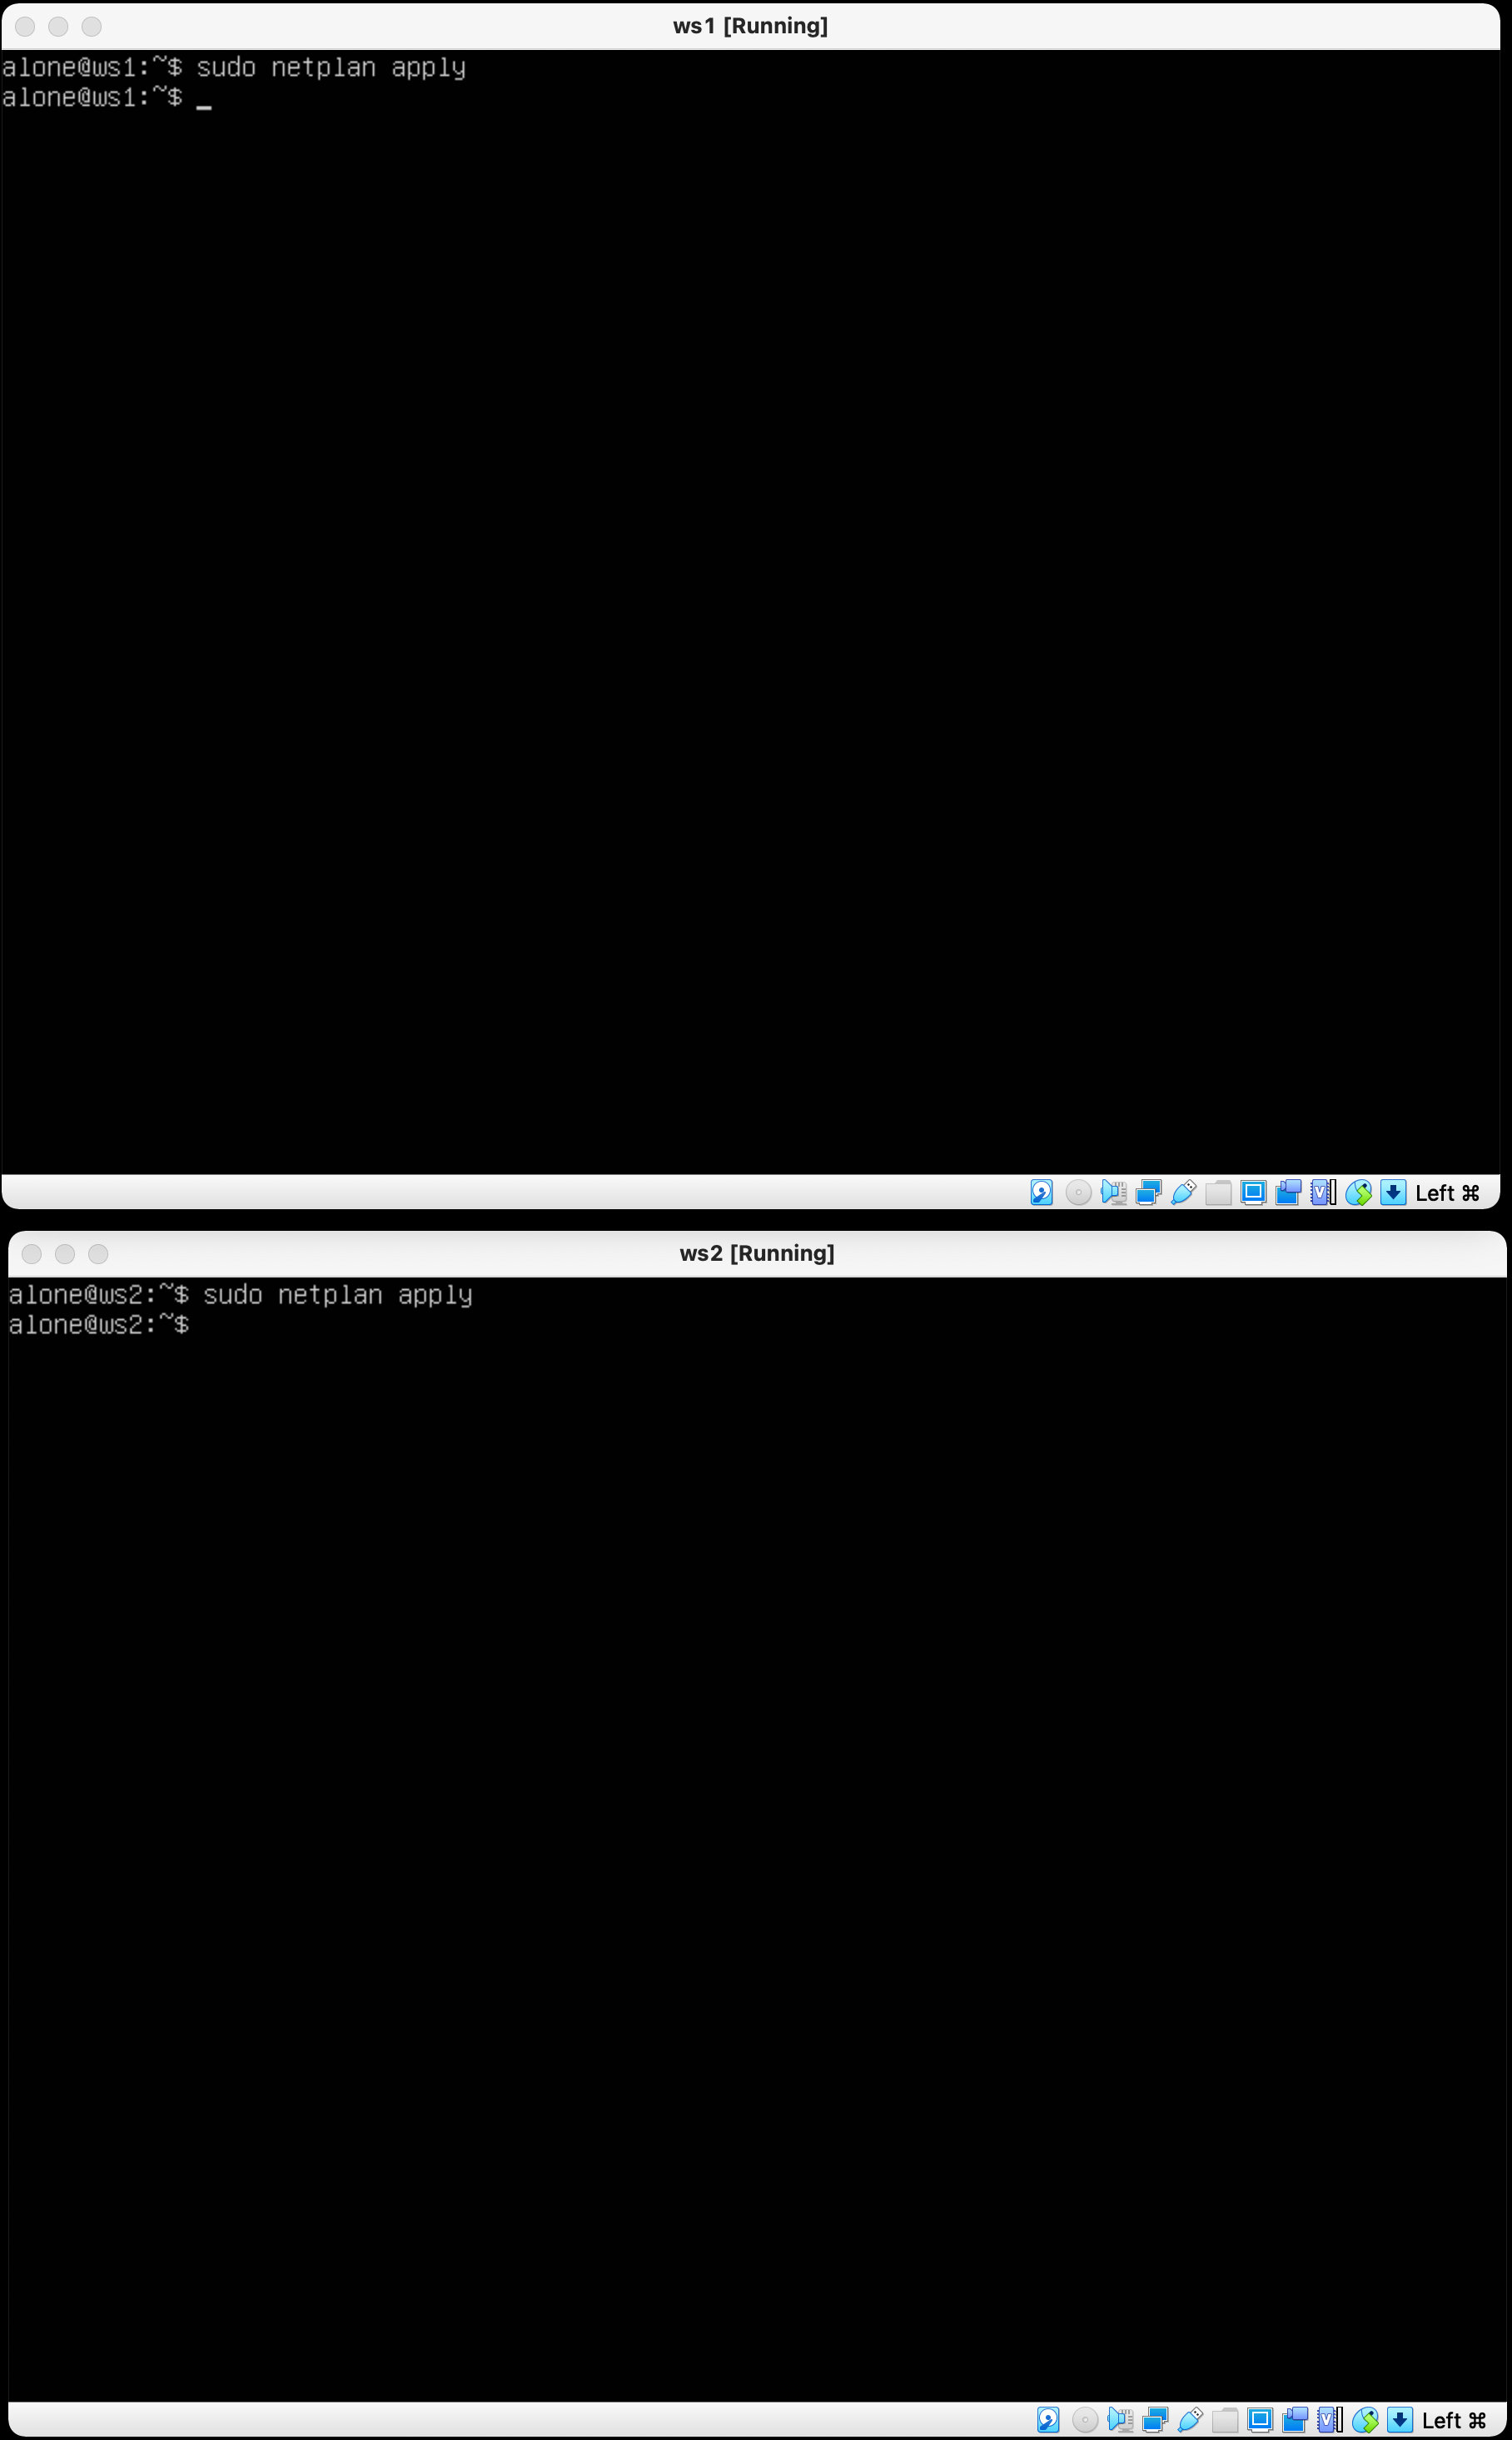 ws1 [Running]
alone@ws1:~$ sudo netplan apply
alone@ws1:~$ _
Left ⌘
ws2 [Running]
alone@ws2:~$ sudo netplan apply
alone@ws2:~$
Left ⌘